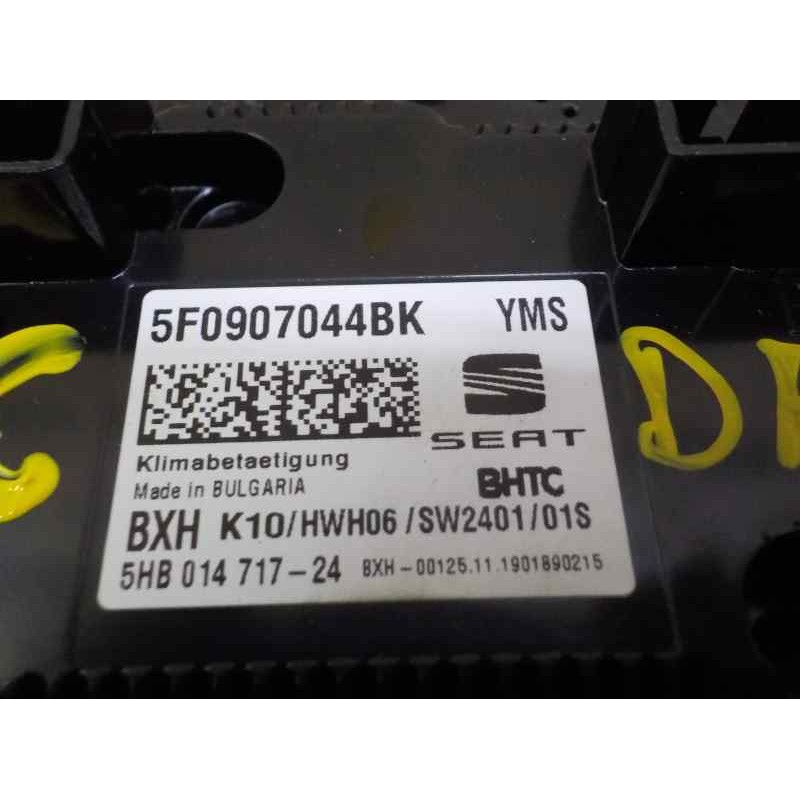 5F0907044BK YMS
SEAT
Klimabetaetigung
Made in BULGARIA BHTC
BXH K10/HWH06/SW2401/01S
5HB 014 717-24 BXH-00125.11.1901890215